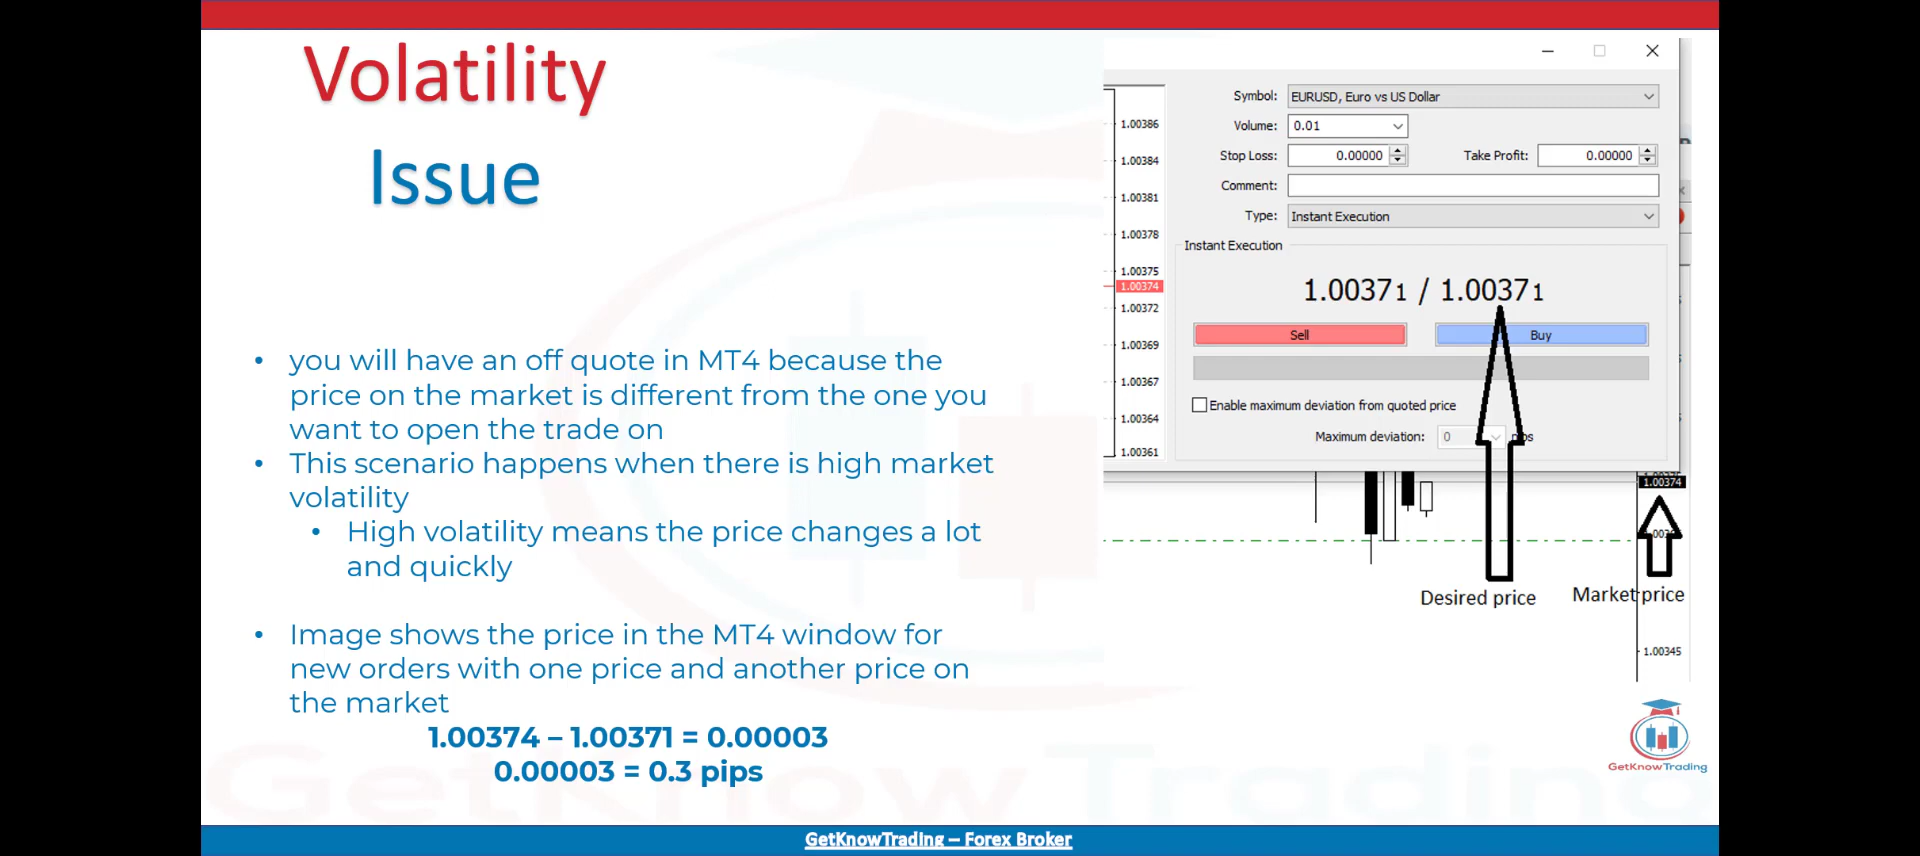 Volatility
Issue
• you will have an off quote in MT4 because the
price on the market is different from the one you
want to open the trade on
• This scenario happens when there is high market
volatility
• High volatility means the price changes a lot
and quickly
• Image shows the price in the MT4 window for
new orders with one price and another price on
the market
1.00374 – 1.00371 = 0.00003
0.00003 = 0.3 pips
1.00386
1.00384
1.00381
1.00378
1.00375
1.00374
1.00372
1.00369
1.00367
1.00364
1.00361
Symbol: EURUSD, Euro vs US Dollar
Volume: 0.01
Stop Loss: 0.00000 Take Profit: 0.00000
Comment:
Type: Instant Execution
Instant Execution
1.00371 / 1.00371
Sell Buy
Enable maximum deviation from quoted price
Maximum deviation: 0
1.00374
Desired price Market price
1.00345
GetKnowTrading
GetKnow Trading
GetKnowTrading – Forex Broker